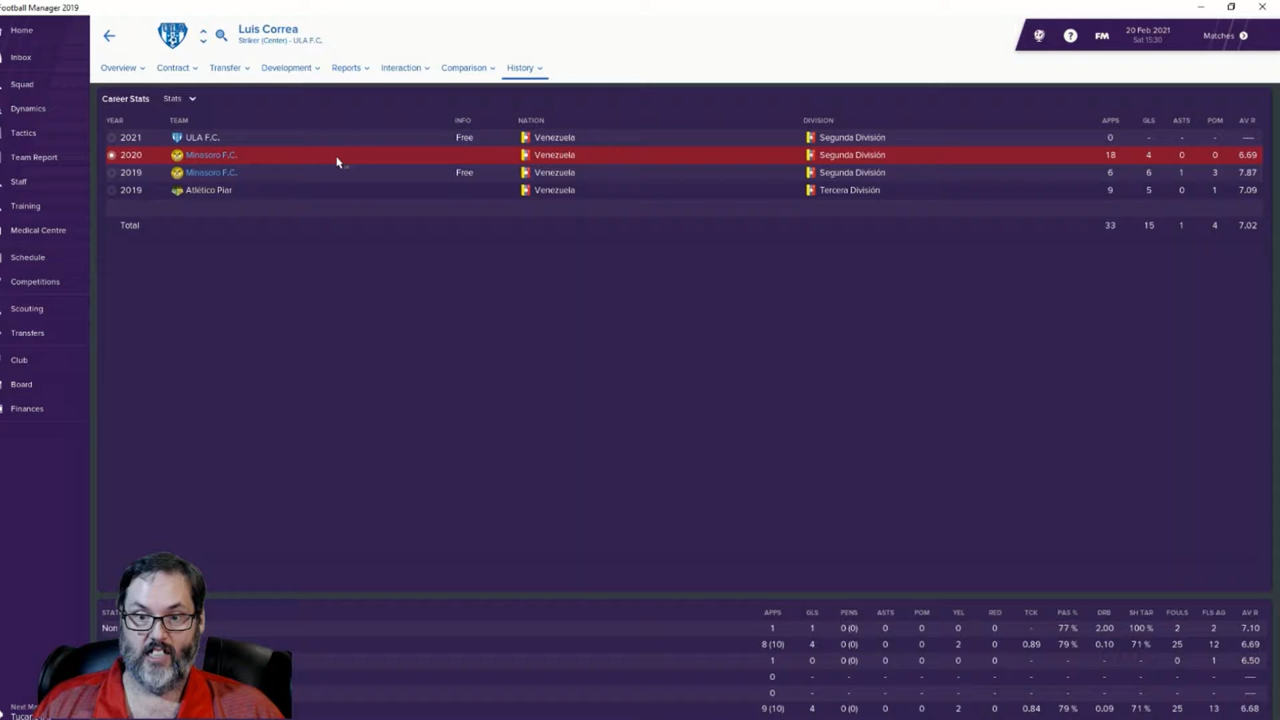 Football Manager 2019
Home
Inbox
Squad
Dynamics
Tactics
Team Report
Staff
Training
Medical Centre
Schedule
Competitions
Scouting
Transfers
Club
Board
Finances
Luis Correa
Striker (Center) - ULA F.C.
FM
20 Feb 2021
Sat 15:30
Matches
Overview Contract Transfer Development Reports Interaction Comparison History
Career Stats Stats
YEAR TEAM INFO NATION DIVISION APPS GLS ASTS POM AV R
2021 ULA F.C. Free Venezuela Segunda División 0 - - - ----
2020 Minasoro F.C. Venezuela Segunda División 18 4 0 0 6.69
2019 Minasoro F.C. Free Venezuela Segunda División 6 6 1 3 7.87
2019 Atlético Piar Venezuela Tercera División 9 5 0 1 7.09
Total 33 15 1 4 7.02
APPS GLS PENS ASTS POM YEL RED TCK PAS % DRB SH TAR FOULS FLS AG AV R
1 1 0 (0) 0 0 0 0 - 77 % 2.00 100 % 2 2 7.10
8 (10) 4 0 (0) 0 0 2 0 0.89 79 % 0.10 71 % 25 12 6.69
1 0 0 (0) 0 0 0 0 - - - - 0 1 6.50
0 - - - - - - - - - - - - ----
0 - - - - - - - - - - - - ----
9 (10) 4 0 (0) 0 0 2 0 0.84 79 % 0.09 71 % 25 13 6.68